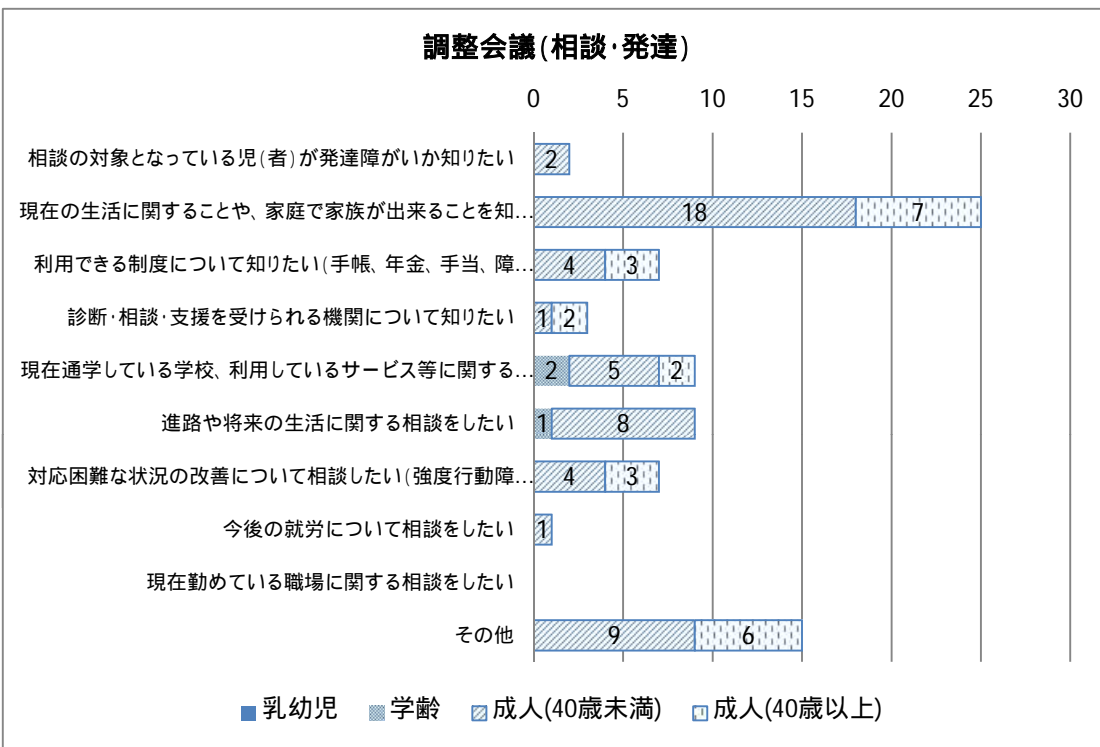 調整会議(相談･発達)
0 5 10 15 20 25 30
相談の対象となっている児(者)が発達障がいか知りたい 2
現在の生活に関することや、家庭で家族が出来ることを知… 18 7
利用できる制度について知りたい(手帳、年金、手当、障… 4 3
診断･相談･支援を受けられる機関について知りたい 1 2
現在通学している学校、利用しているサービス等に関する… 2 5 2
進路や将来の生活に関する相談をしたい 1 8
対応困難な状況の改善について相談したい(強度行動障… 4 3
今後の就労について相談をしたい 1
現在勤めている職場に関する相談をしたい
その他 9 6
乳幼児 学齢 成人(40歳未満) 成人(40歳以上)